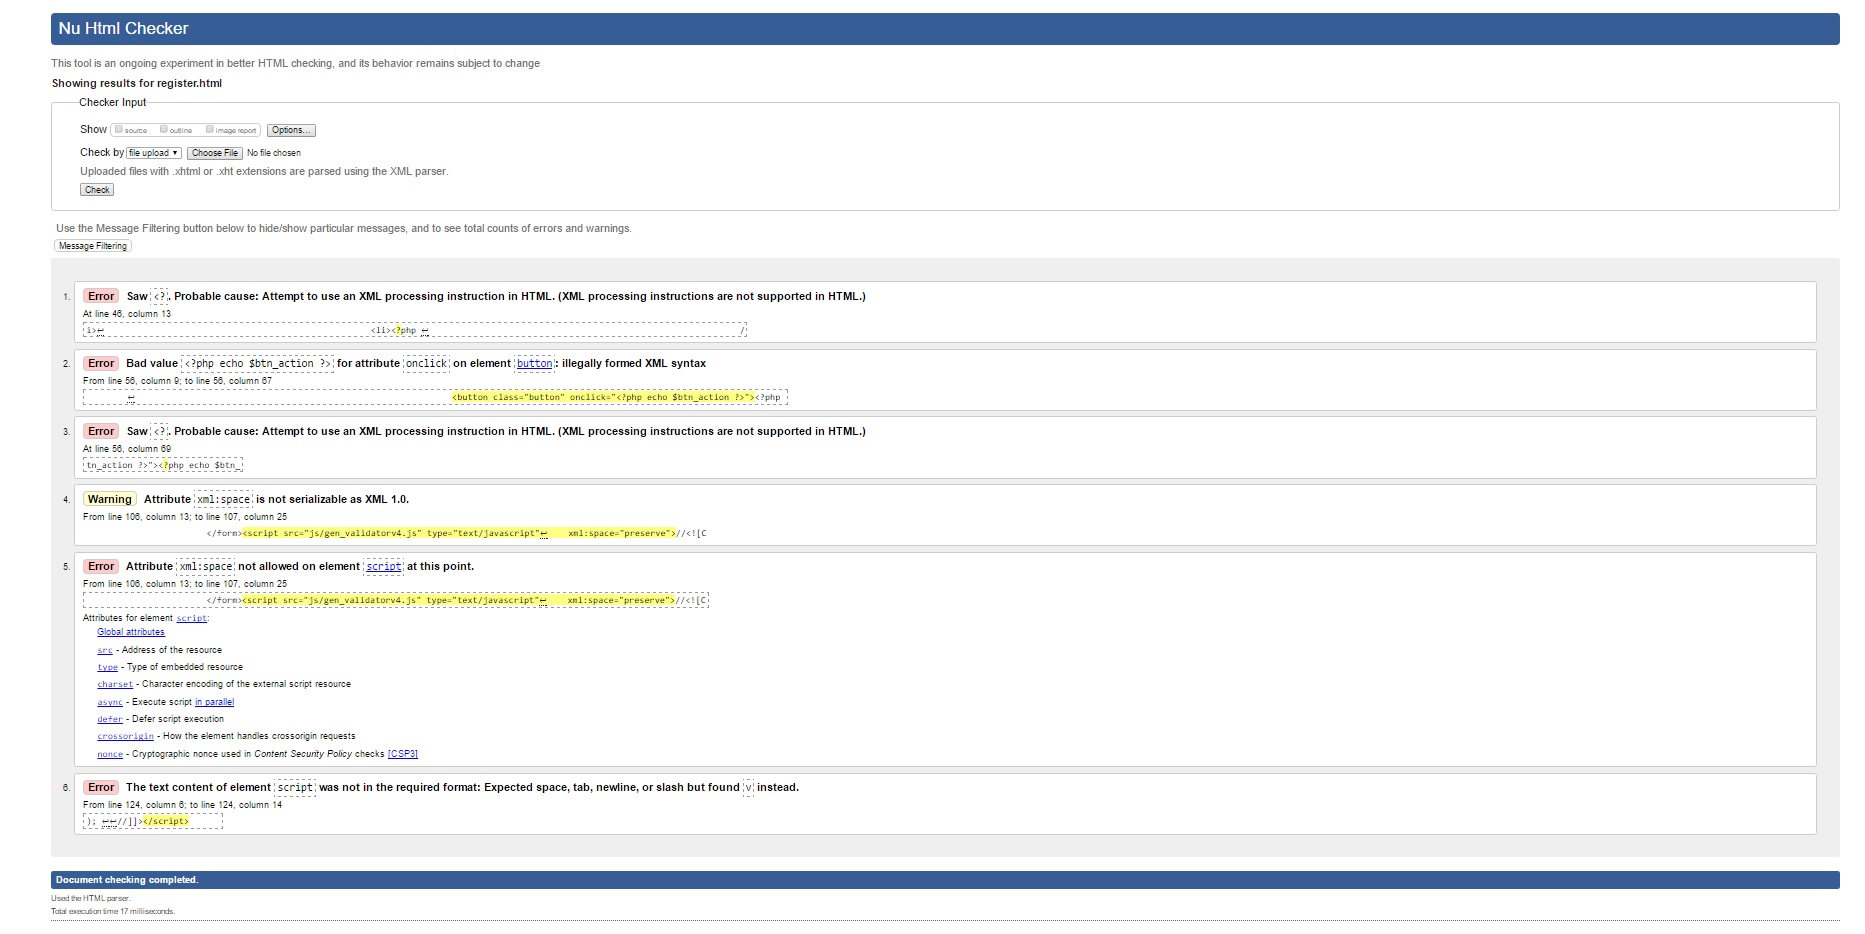 Nu Html Checker
This tool is an ongoing experiment in better HTML checking, and its behavior remains subject to change
Showing results for register.html
Checker Input
Show source outline image report Options...
Check by file upload ▾ Choose File No file chosen
Uploaded files with .xhtml or .xht extensions are parsed using the XML parser.
Check
Use the Message Filtering button below to hide/show particular messages, and to see total counts of errors and warnings.
Message Filtering
1. Error Saw <?. Probable cause: Attempt to use an XML processing instruction in HTML. (XML processing instructions are not supported in HTML.)
At line 46, column 13
i>↩ <li><?php ↩ /
2. Error Bad value <?php echo $btn_action ?> for attribute onclick on element button: illegally formed XML syntax
From line 56, column 9; to line 56, column 67
↩ <button class="button" onclick="<?php echo $btn_action ?>"><?php
3. Error Saw <?. Probable cause: Attempt to use an XML processing instruction in HTML. (XML processing instructions are not supported in HTML.)
At line 56, column 69
tn_action ?>"><?php echo $btn_
4. Warning Attribute xml:space is not serializable as XML 1.0.
From line 106, column 13; to line 107, column 25
</form><script src="js/gen_validatorv4.js" type="text/javascript"↩ xml:space="preserve">//<![C
5. Error Attribute xml:space not allowed on element script at this point.
From line 106, column 13; to line 107, column 25
</form><script src="js/gen_validatorv4.js" type="text/javascript"↩ xml:space="preserve">//<![C
Attributes for element script:
Global attributes
src - Address of the resource
type - Type of embedded resource
charset - Character encoding of the external script resource
async - Execute script in parallel
defer - Defer script execution
crossorigin - How the element handles crossorigin requests
nonce - Cryptographic nonce used in Content Security Policy checks [CSP3]
6. Error The text content of element script was not in the required format: Expected space, tab, newline, or slash but found v instead.
From line 124, column 6; to line 124, column 14
); ↩↩//]]></script>
Document checking completed.
Used the HTML parser.
Total execution time 17 milliseconds.